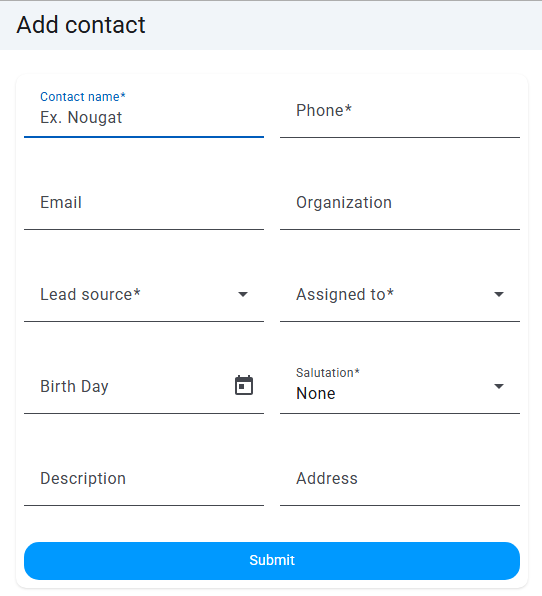 Add contact
Contact name*
Ex. Nougat
Phone*
Email
Organization
Lead source*
Assigned to*
Birth Day
Salutation*
None
Description
Address
Submit